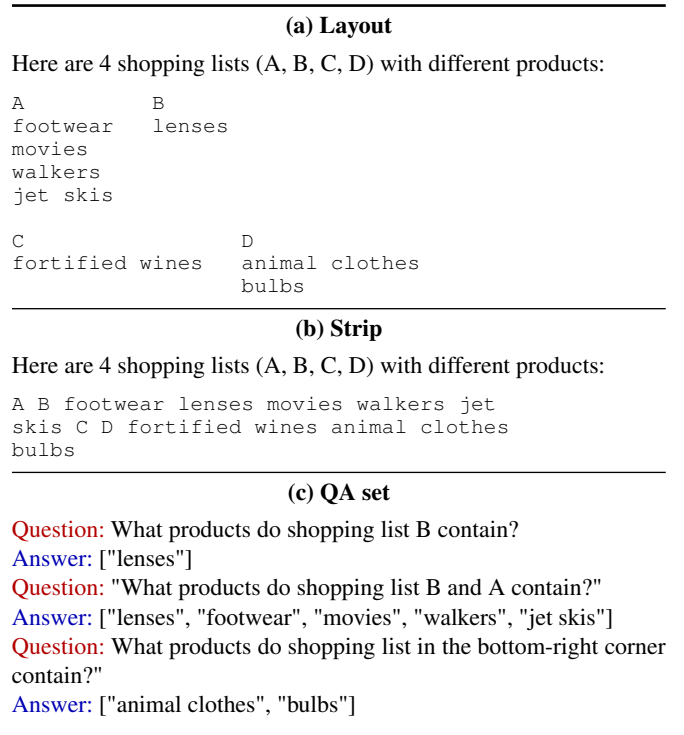 (a) Layout
Here are 4 shopping lists (A, B, C, D) with different products:
A B
footwear lenses
movies
walkers
jet skis
C D
fortified wines animal clothes
bulbs
(b) Strip
Here are 4 shopping lists (A, B, C, D) with different products:
A B footwear lenses movies walkers jet
skis C D fortified wines animal clothes
bulbs
(c) QA set
Question: What products do shopping list B contain?
Answer: ["lenses"]
Question: "What products do shopping list B and A contain?"
Answer: ["lenses", "footwear", "movies", "walkers", "jet skis"]
Question: What products do shopping list in the bottom-right corner
contain?"
Answer: ["animal clothes", "bulbs"]